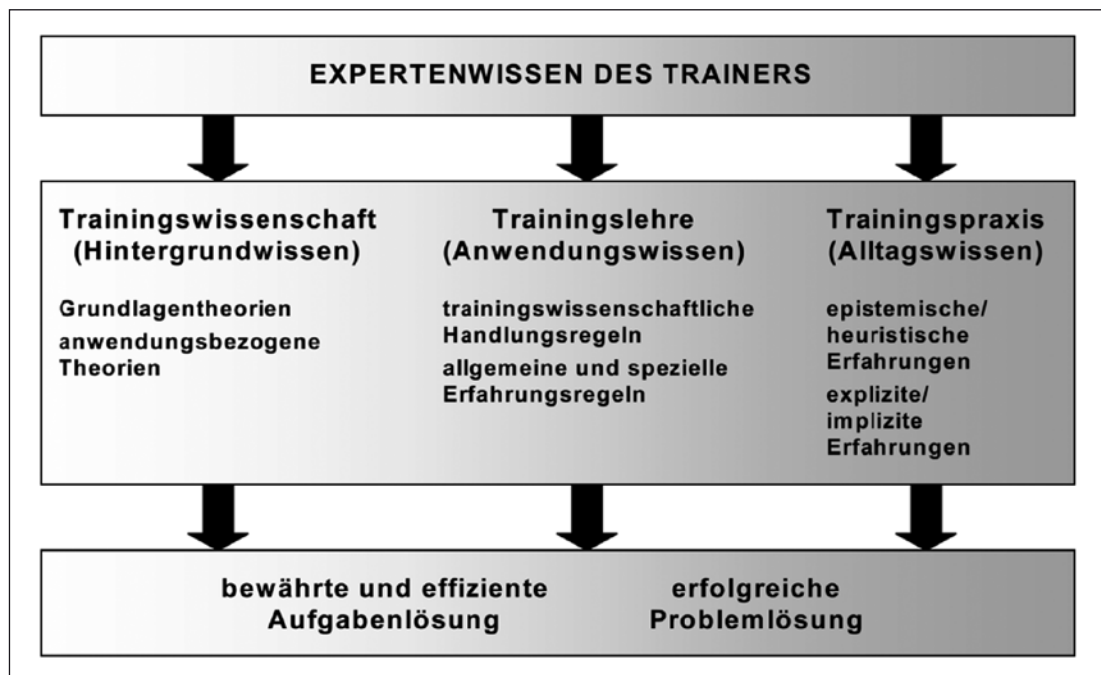 EXPERTENWISSEN DES TRAINERS
Trainingswissenschaft
(Hintergrundwissen)
Grundlagentheorien
anwendungsbezogene
Theorien
Trainingslehre
(Anwendungswissen)
trainingswissenschaftliche
Handlungsregeln
allgemeine und spezielle
Erfahrungsregeln
Trainingspraxis
(Alltagswissen)
epistemische/
heuristische
Erfahrungen
explizite/
implizite
Erfahrungen
bewährte und effiziente
Aufgabenlösung
erfolgreiche
Problemlösung